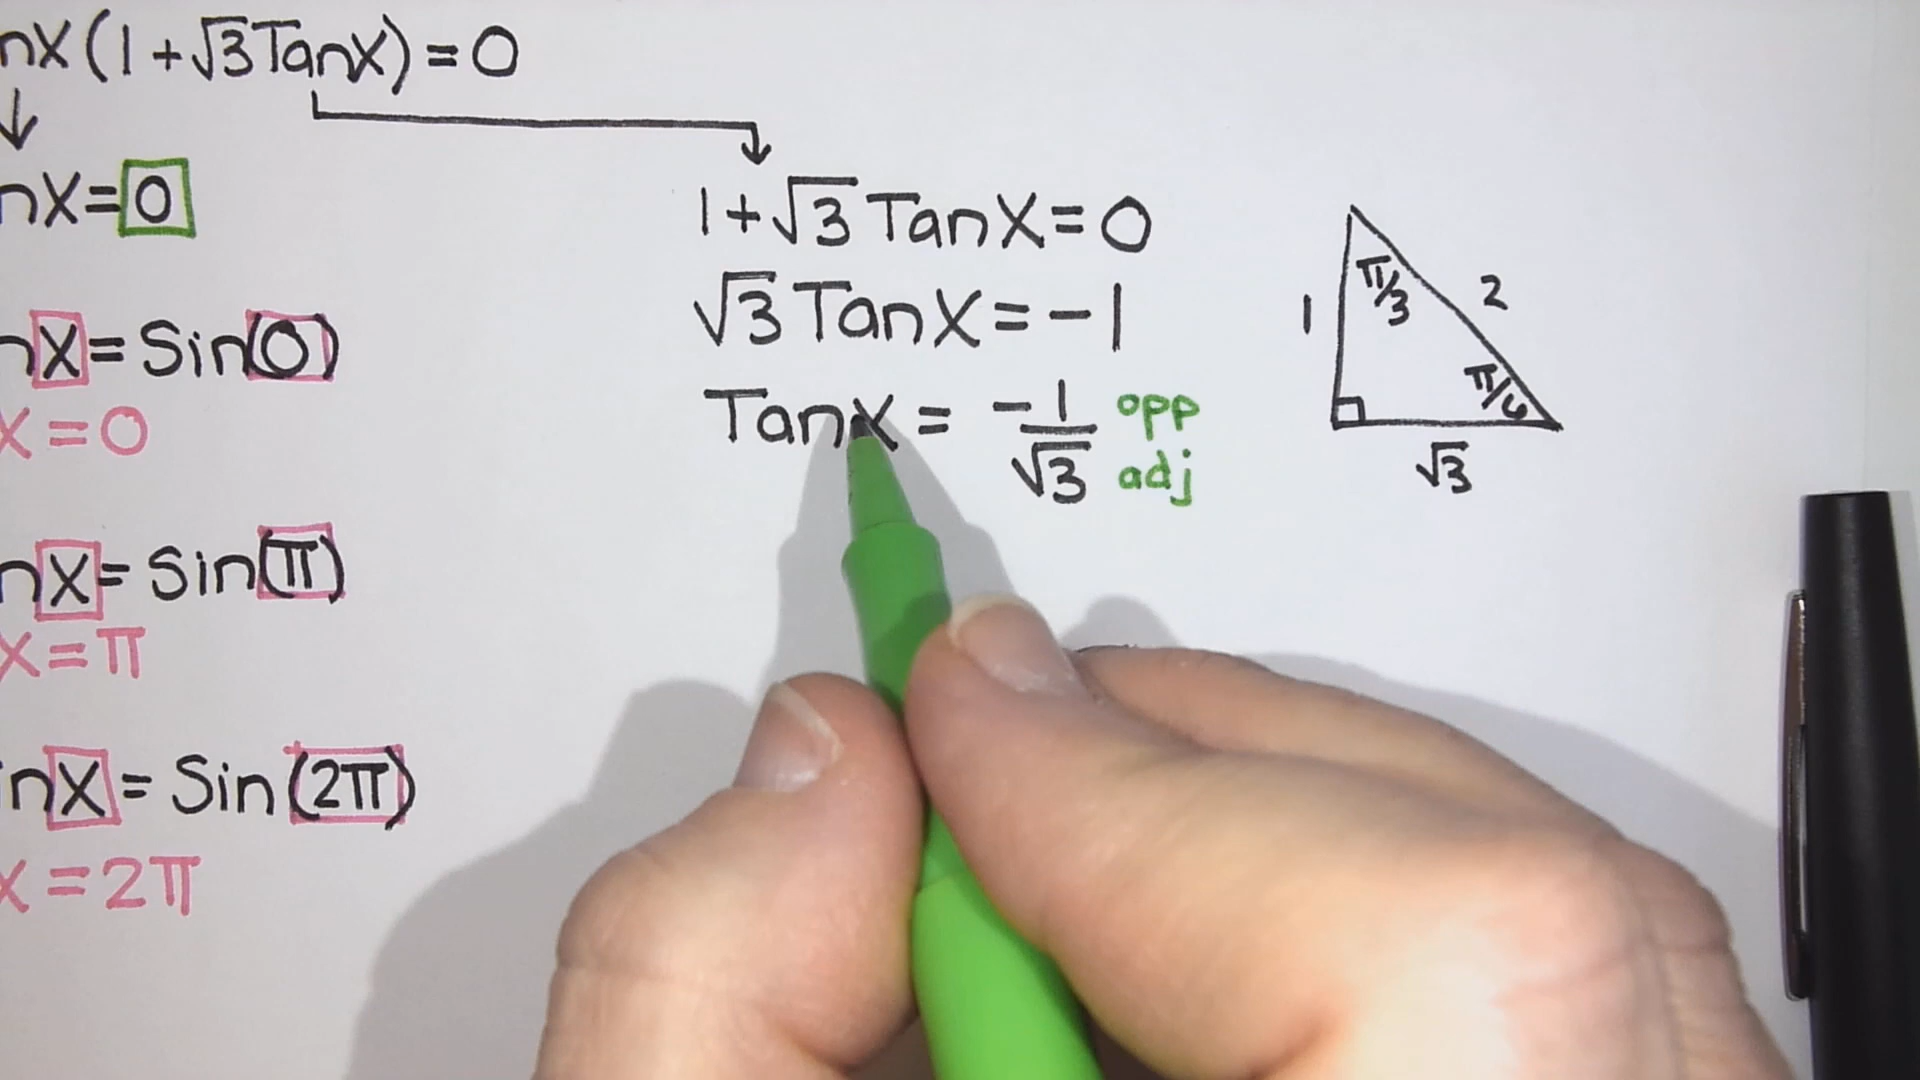 nX(1+√3TanX)=0
nX=0
nX=Sin(0)
X=0
nX=Sin(π)
X=π
inX=Sin(2π)
X=2π
1+√3TanX=0
√3TanX=-1
TanX=-1/√3
opp
adj
π/3
1
2
π/6
√3